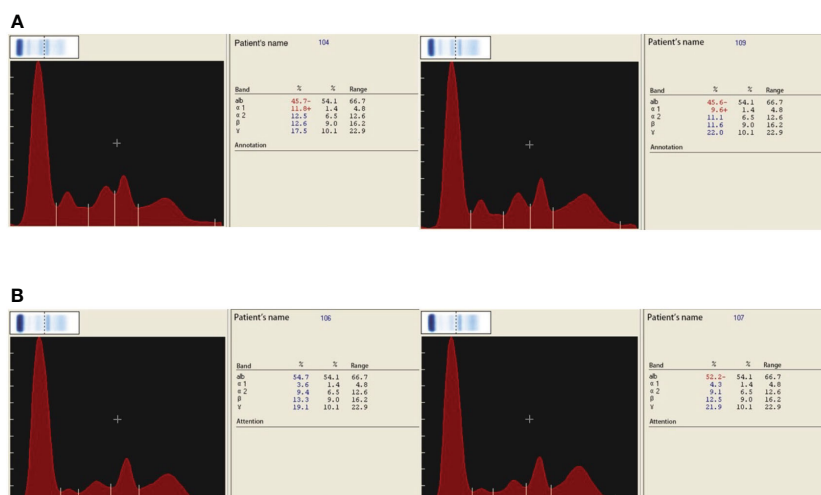 A
Patient's name 104
Band % % Range
alb 45.7- 54.1 66.7
α 1 11.8+ 1.4 4.8
α 2 12.5 6.5 12.6
β 12.6 9.0 16.2
γ 17.5 10.1 22.9
Annotation
Patient's name 109
Band % % Range
alb 45.6- 54.1 66.7
α 1 9.6+ 1.4 4.8
α 2 11.1 6.5 12.6
β 11.6 9.0 16.2
γ 22.0 10.1 22.9
Annotation
B
Patient's name 106
Band % % Range
alb 54.7 54.1 66.7
α 1 3.6 1.4 4.8
α 2 9.4 6.5 12.6
β 13.3 9.0 16.2
γ 19.1 10.1 22.9
Attention
Patient's name 107
Band % % Range
alb 52.2- 54.1 66.7
α 1 4.3 1.4 4.8
α 2 9.1 6.5 12.6
β 12.5 9.0 16.2
γ 21.9 10.1 22.9
Attention